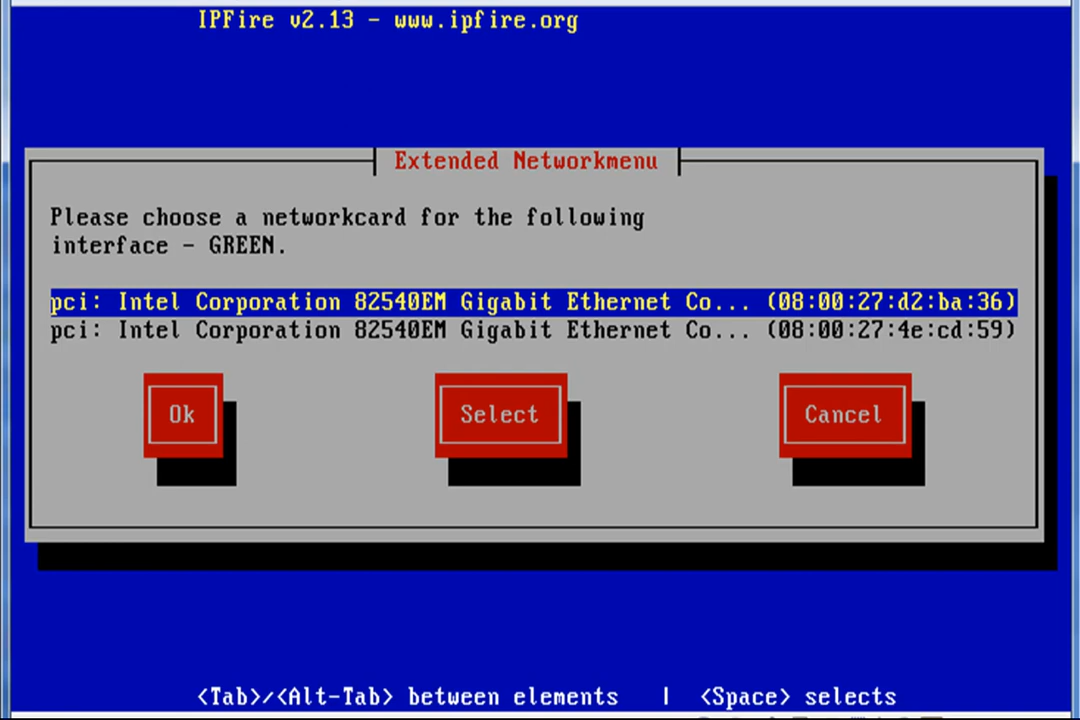 IPFire v2.13 - www.ipfire.org
Extended Networkmenu
Please choose a networkcard for the following
interface - GREEN.
pci: Intel Corporation 82540EM Gigabit Ethernet Co... (08:00:27:d2:ba:36)
pci: Intel Corporation 82540EM Gigabit Ethernet Co... (08:00:27:4e:cd:59)
Ok Select Cancel
<Tab>/<Alt-Tab> between elements | <Space> selects